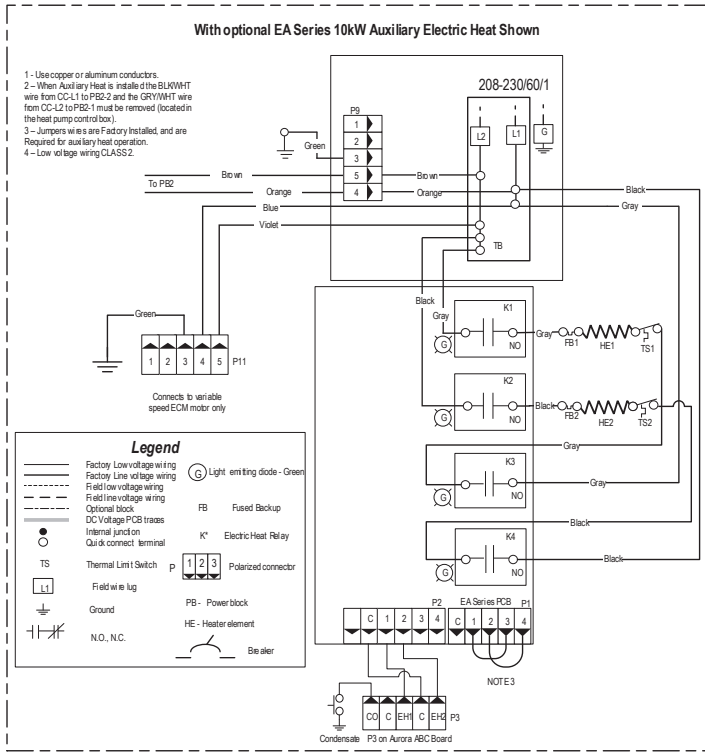 With optional EA Series 10kW Auxiliary Electric Heat Shown
1 - Use copper or aluminum conductors.
2 – When Auxiliary Heat is installed the BLK/WHT
wire from CC-L1 to PB2-2 and the GRY/WHT wire
from CC-L2 to PB2-1 must be removed (located in
the heat pump control box).
3 – Jumpers wires are Factory Installed, and are
Required for auxiliary heat operation.
4 – Low voltage wiring CLASS 2.
208-230/60/1
P9
1
2
3
5
4
Green
L2
L1
G
To PB2
Brown
Brown
Orange
Orange
Black
Blue
Gray
Violet
TB
Black
Gray
Green
1
2
3
4
5
P11
Connects to variable
speed ECM motor only
K1
G
NO
Gray
FB1
HE1
TS1
K2
G
NO
Black
FB2
HE2
TS2
Gray
K3
G
NO
Gray
Black
K4
G
NO
Black
Legend
Factory Low voltage wiring
Factory Line voltage wiring
Field low voltage wiring
Field line voltage wiring
Optional block
DC Voltage PCB traces
Internal junction
Quick connect terminal
TS
Thermal Limit Switch
L1
Field wire lug
Ground
N.O., N.C.
G
Light emitting diode - Green
FB
Fused Backup
K*
Electric Heat Relay
P
1
2
3
Polarized connector
PB - Power block
HE - Heater element
Breaker
P2
EA Series PCB
P1
C
1
2
3
4
C
1
2
3
4
NOTE 3
CO
C
EH1
C
EH2
P3
Condensate
P3 on Aurora ABC Board